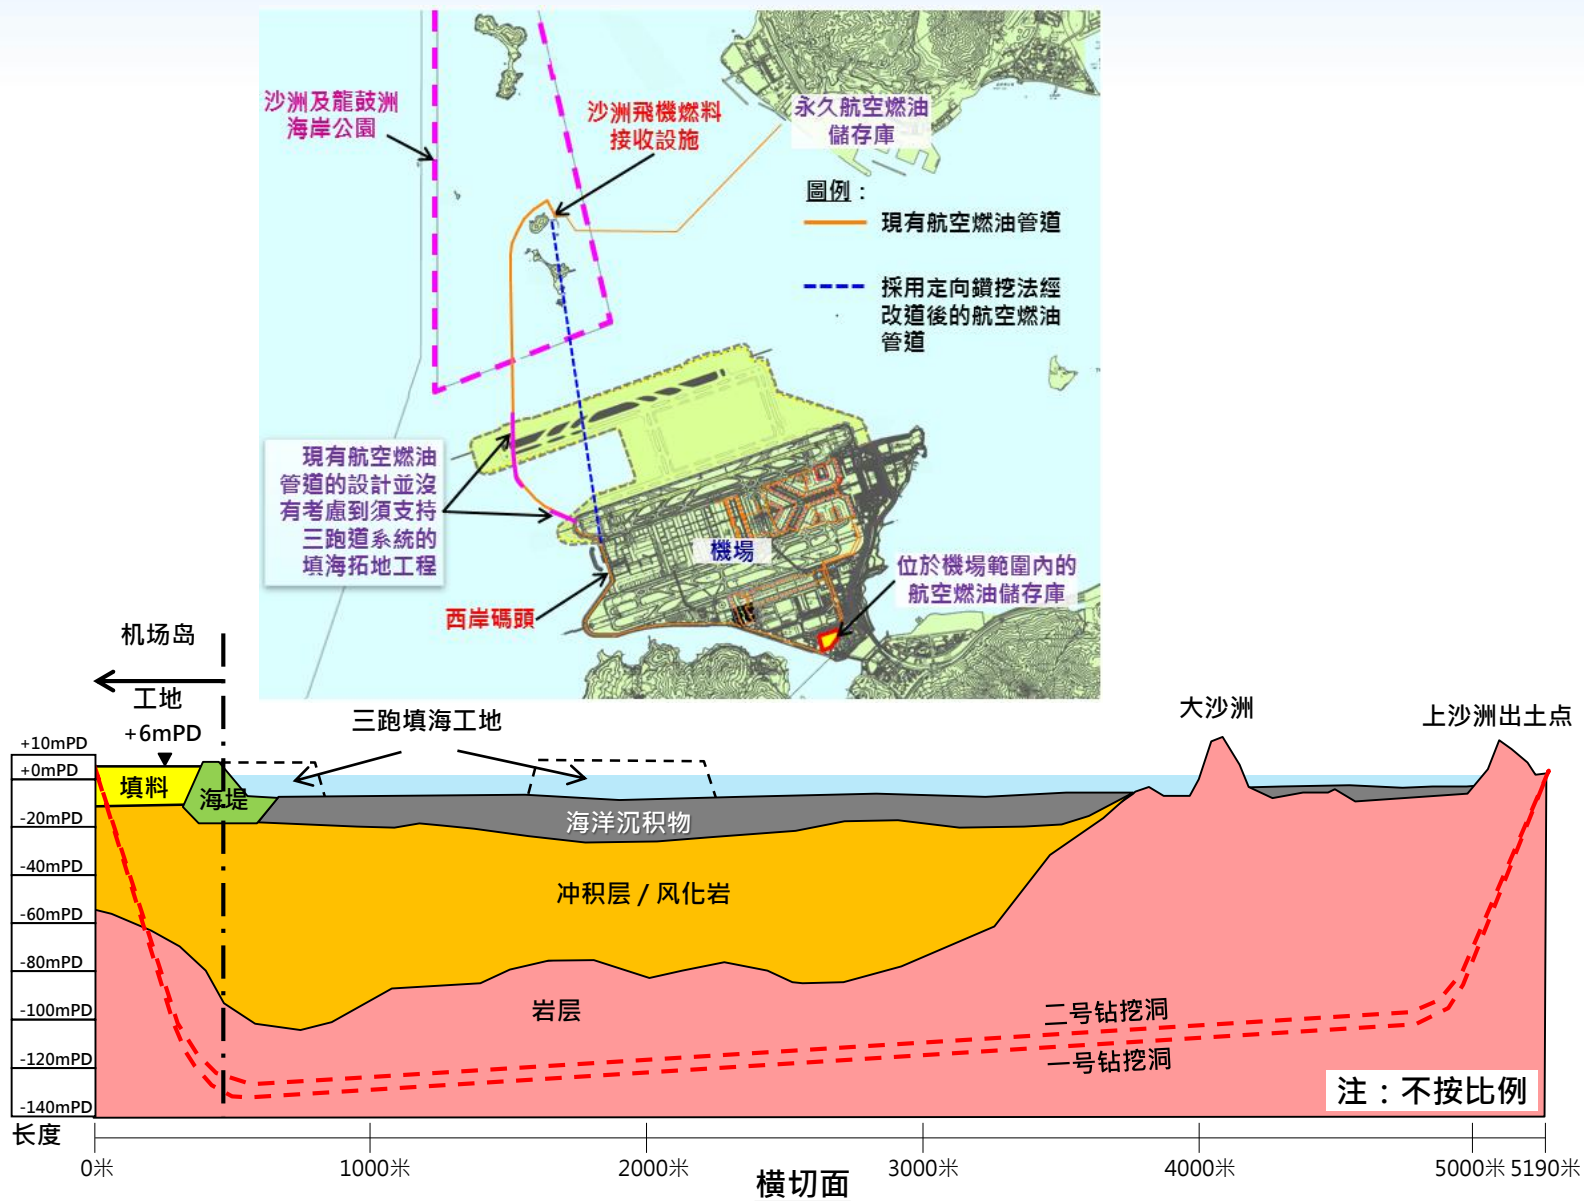 沙洲及龍鼓洲
海岸公園
沙洲飛機燃料
接收設施
永久航空燃油
儲存庫
圖例：
現有航空燃油管道
採用定向鑽挖法經
改道後的航空燃油
管道
現有航空燃油
管道的設計並沒
有考慮到須支持
三跑道系統的
填海拓地工程
機場
位於機場範圍內的
航空燃油儲存庫
西岸碼頭
机场岛
工地
+6mPD
三跑填海工地
大沙洲
上沙洲出土点
+10mPD
+0mPD
-20mPD
-40mPD
-60mPD
-80mPD
-100mPD
-120mPD
-140mPD
填料
海堤
海洋沉积物
冲积层 / 风化岩
岩层
二号钻挖洞
一号钻挖洞
注：不按比例
长度
0米
1000米
2000米
3000米
4000米
5000米
5190米
横切面